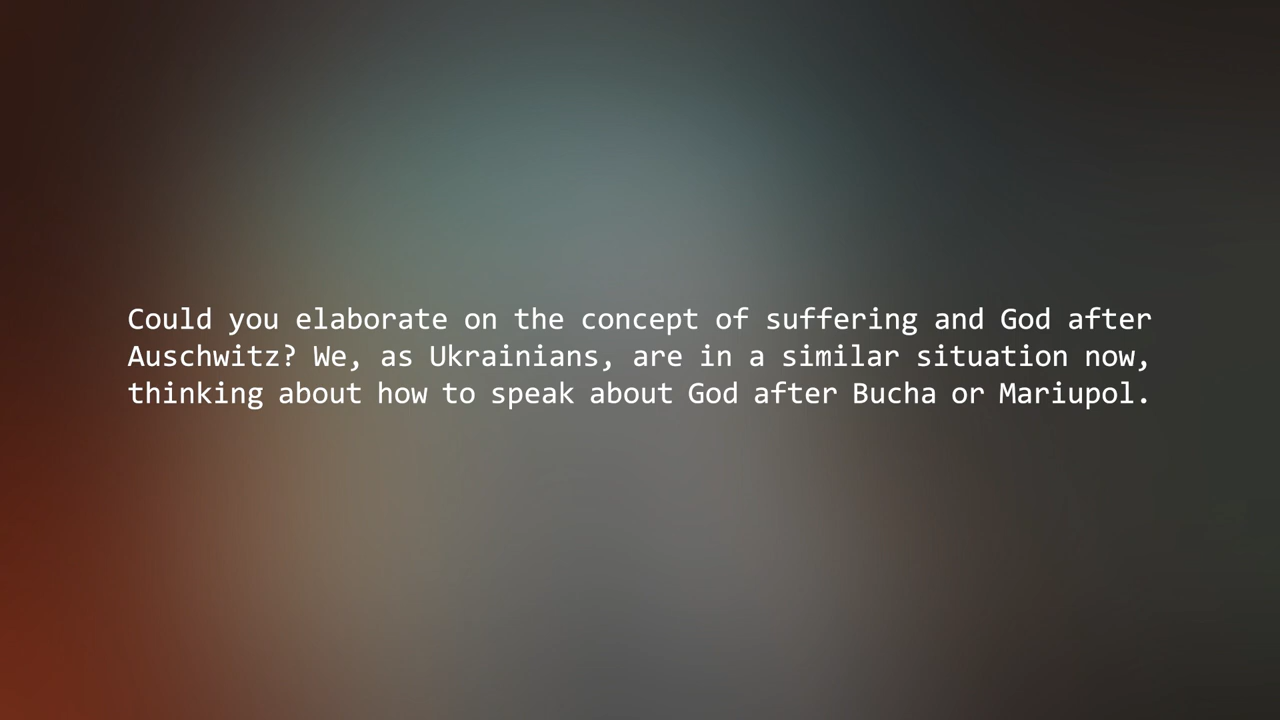 Could you elaborate on the concept of suffering and God after
Auschwitz? We, as Ukrainians, are in a similar situation now,
thinking about how to speak about God after Bucha or Mariupol.